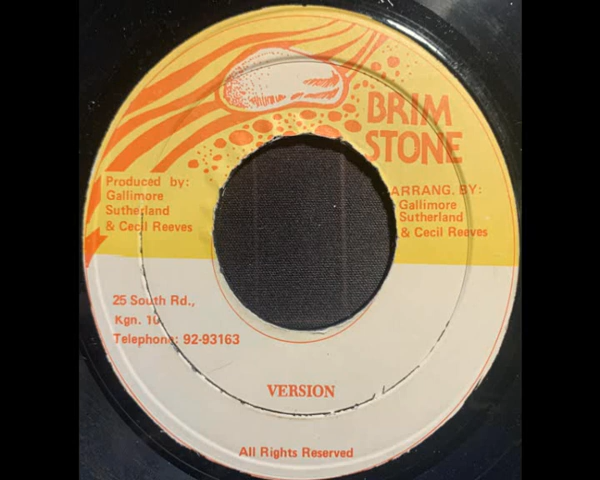 BRIM
STONE
Produced by:
Gallimore
Sutherland
& Cecil Reeves
ARRANG. BY:
Gallimore
Sutherland
& Cecil Reeves
25 South Rd.,
Kgn. 10
Telephone: 92-93163
VERSION
All Rights Reserved